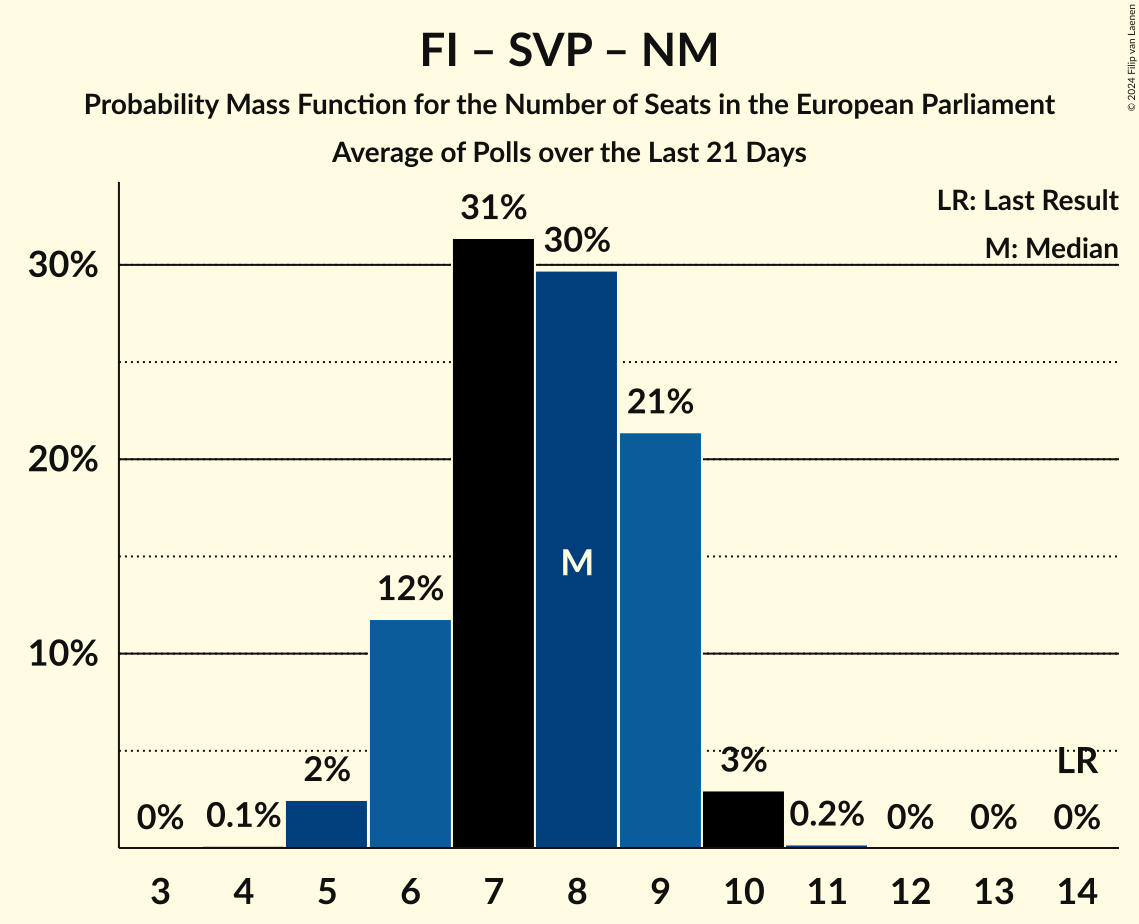 FI – SVP – NM
Probability Mass Function for the Number of Seats in the European Parliament
Average of Polls over the Last 21 Days
© 2024 Filip van Laenen
LR: Last Result
M: Median
30%
20%
10%
0%
0.1%
2%
12%
31%
30%
M
21%
3%
0.2%
0%
0%
LR
0%
3 4 5 6 7 8 9 10 11 12 13 14